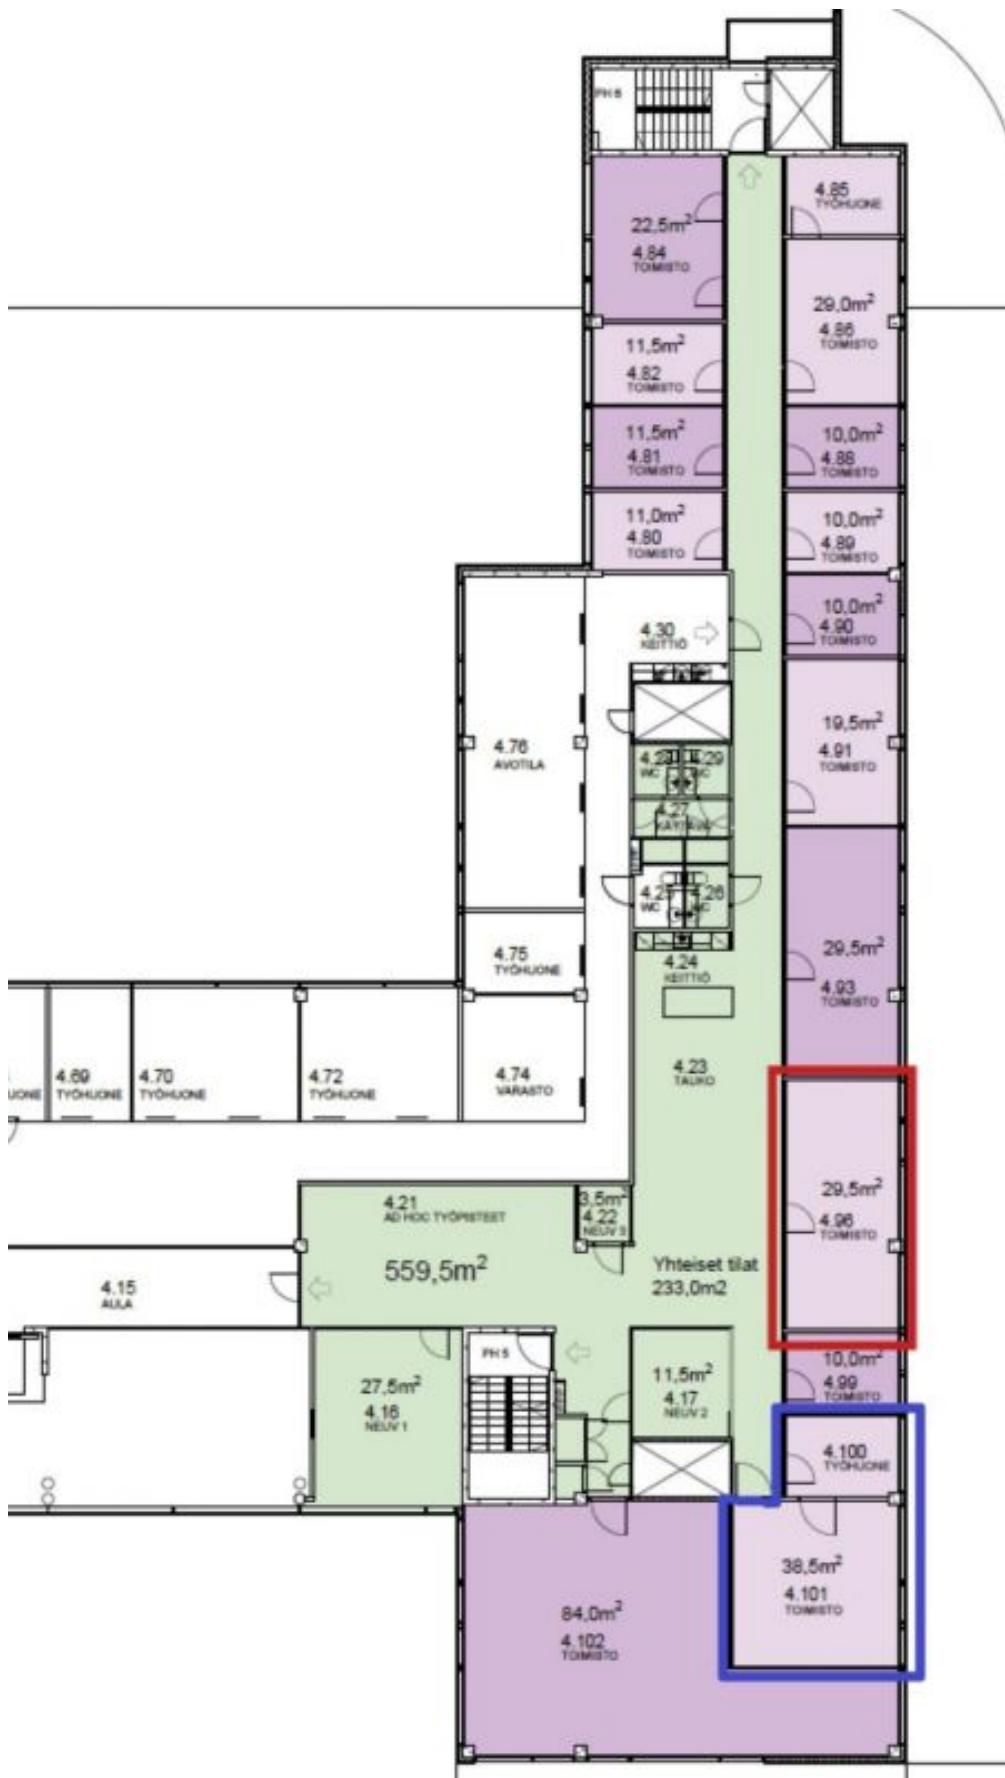 PH 6
4.85
TYÖHUONE
22,5m²
4.84
TOIMISTO
29,0m²
4.86
TOIMISTO
11,5m²
4.82
TOIMISTO
11,5m²
4.81
TOIMISTO
10,0m²
4.88
TOIMISTO
11,0m²
4.80
TOIMISTO
10,0m²
4.89
TOIMISTO
10,0m²
4.90
TOIMISTO
4.30
KEITTIÖ
19,5m²
4.91
TOIMISTO
4.76
AVOTILA
4.28
WC
4.29
WC
4.27
KÄYTÄVÄ
4.25
WC
4.26
WC
4.24
KEITTIÖ
29,5m²
4.93
TOIMISTO
4.75
TYÖHUONE
4.23
TAUKO
4.69
TYÖHUONE
4.70
TYÖHUONE
4.72
TYÖHUONE
4.74
VARASTO
29,5m²
4.96
TOIMISTO
4.21
AD HOC TYÖPISTEET
3,5m²
4.22
NEUV 3
559,5m²
Yhteiset tilat
233,0m2
4.15
AULA
PH 5
10,0m²
4.99
TOIMISTO
27,5m²
4.16
NEUV 1
11,5m²
4.17
NEUV 2
4.100
TYÖHUONE
38,5m²
4.101
TOIMISTO
84,0m²
4.102
TOIMISTO